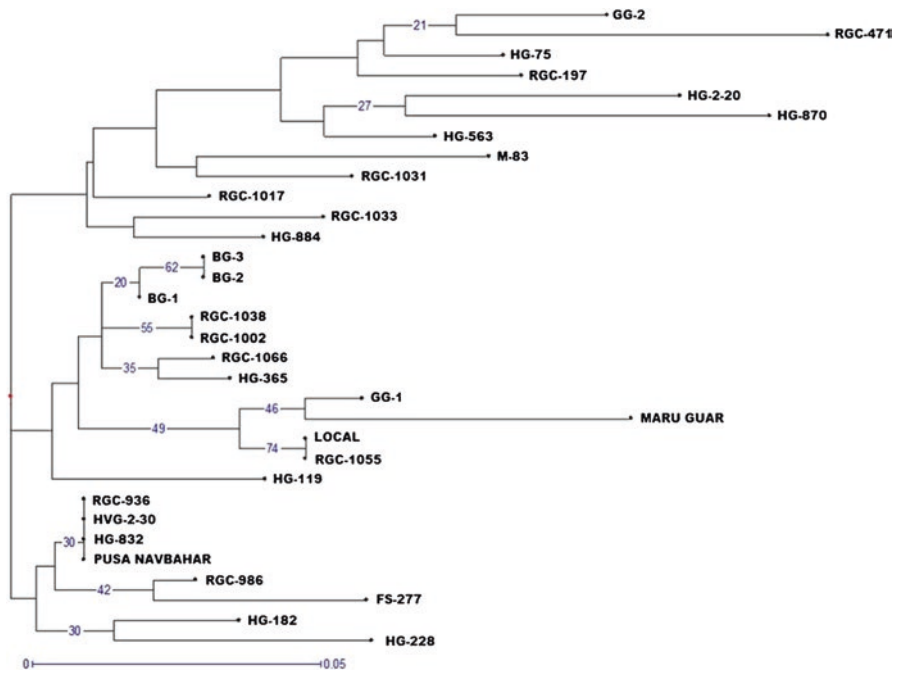 GG-2
21
RGC-471
HG-75
RGC-197
HG-2-20
27
HG-870
HG-563
M-83
RGC-1031
RGC-1017
RGC-1033
HG-884
BG-3
62
BG-2
20
BG-1
RGC-1038
55
RGC-1002
RGC-1066
35
HG-365
GG-1
46
MARU GUAR
49
LOCAL
74
RGC-1055
HG-119
RGC-936
HVG-2-30
30
HG-832
PUSA NAVBAHAR
RGC-986
42
FS-277
HG-182
30
HG-228
0 0.05